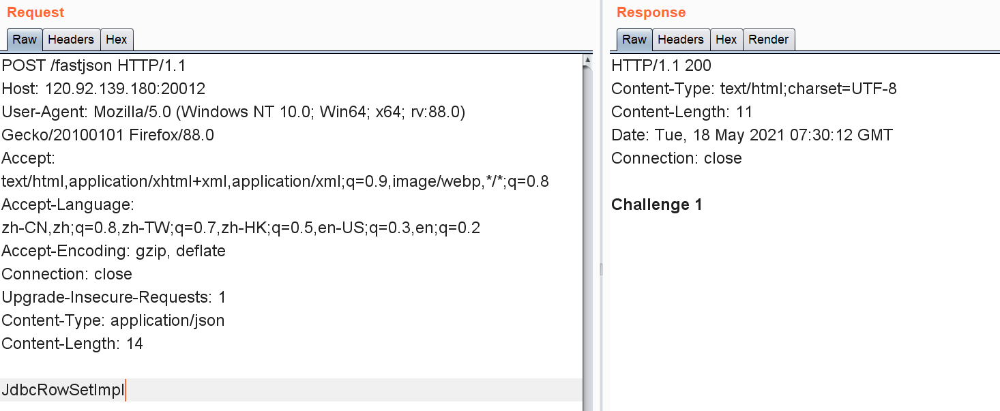 Request
Raw Headers Hex
POST /fastjson HTTP/1.1
Host: 120.92.139.180:20012
User-Agent: Mozilla/5.0 (Windows NT 10.0; Win64; x64; rv:88.0)
Gecko/20100101 Firefox/88.0
Accept:
text/html,application/xhtml+xml,application/xml;q=0.9,image/webp,*/*;q=0.8
Accept-Language:
zh-CN,zh;q=0.8,zh-TW;q=0.7,zh-HK;q=0.5,en-US;q=0.3,en;q=0.2
Accept-Encoding: gzip, deflate
Connection: close
Upgrade-Insecure-Requests: 1
Content-Type: application/json
Content-Length: 14
JdbcRowSetImpl
Response
Raw Headers Hex Render
HTTP/1.1 200
Content-Type: text/html;charset=UTF-8
Content-Length: 11
Date: Tue, 18 May 2021 07:30:12 GMT
Connection: close
Challenge 1